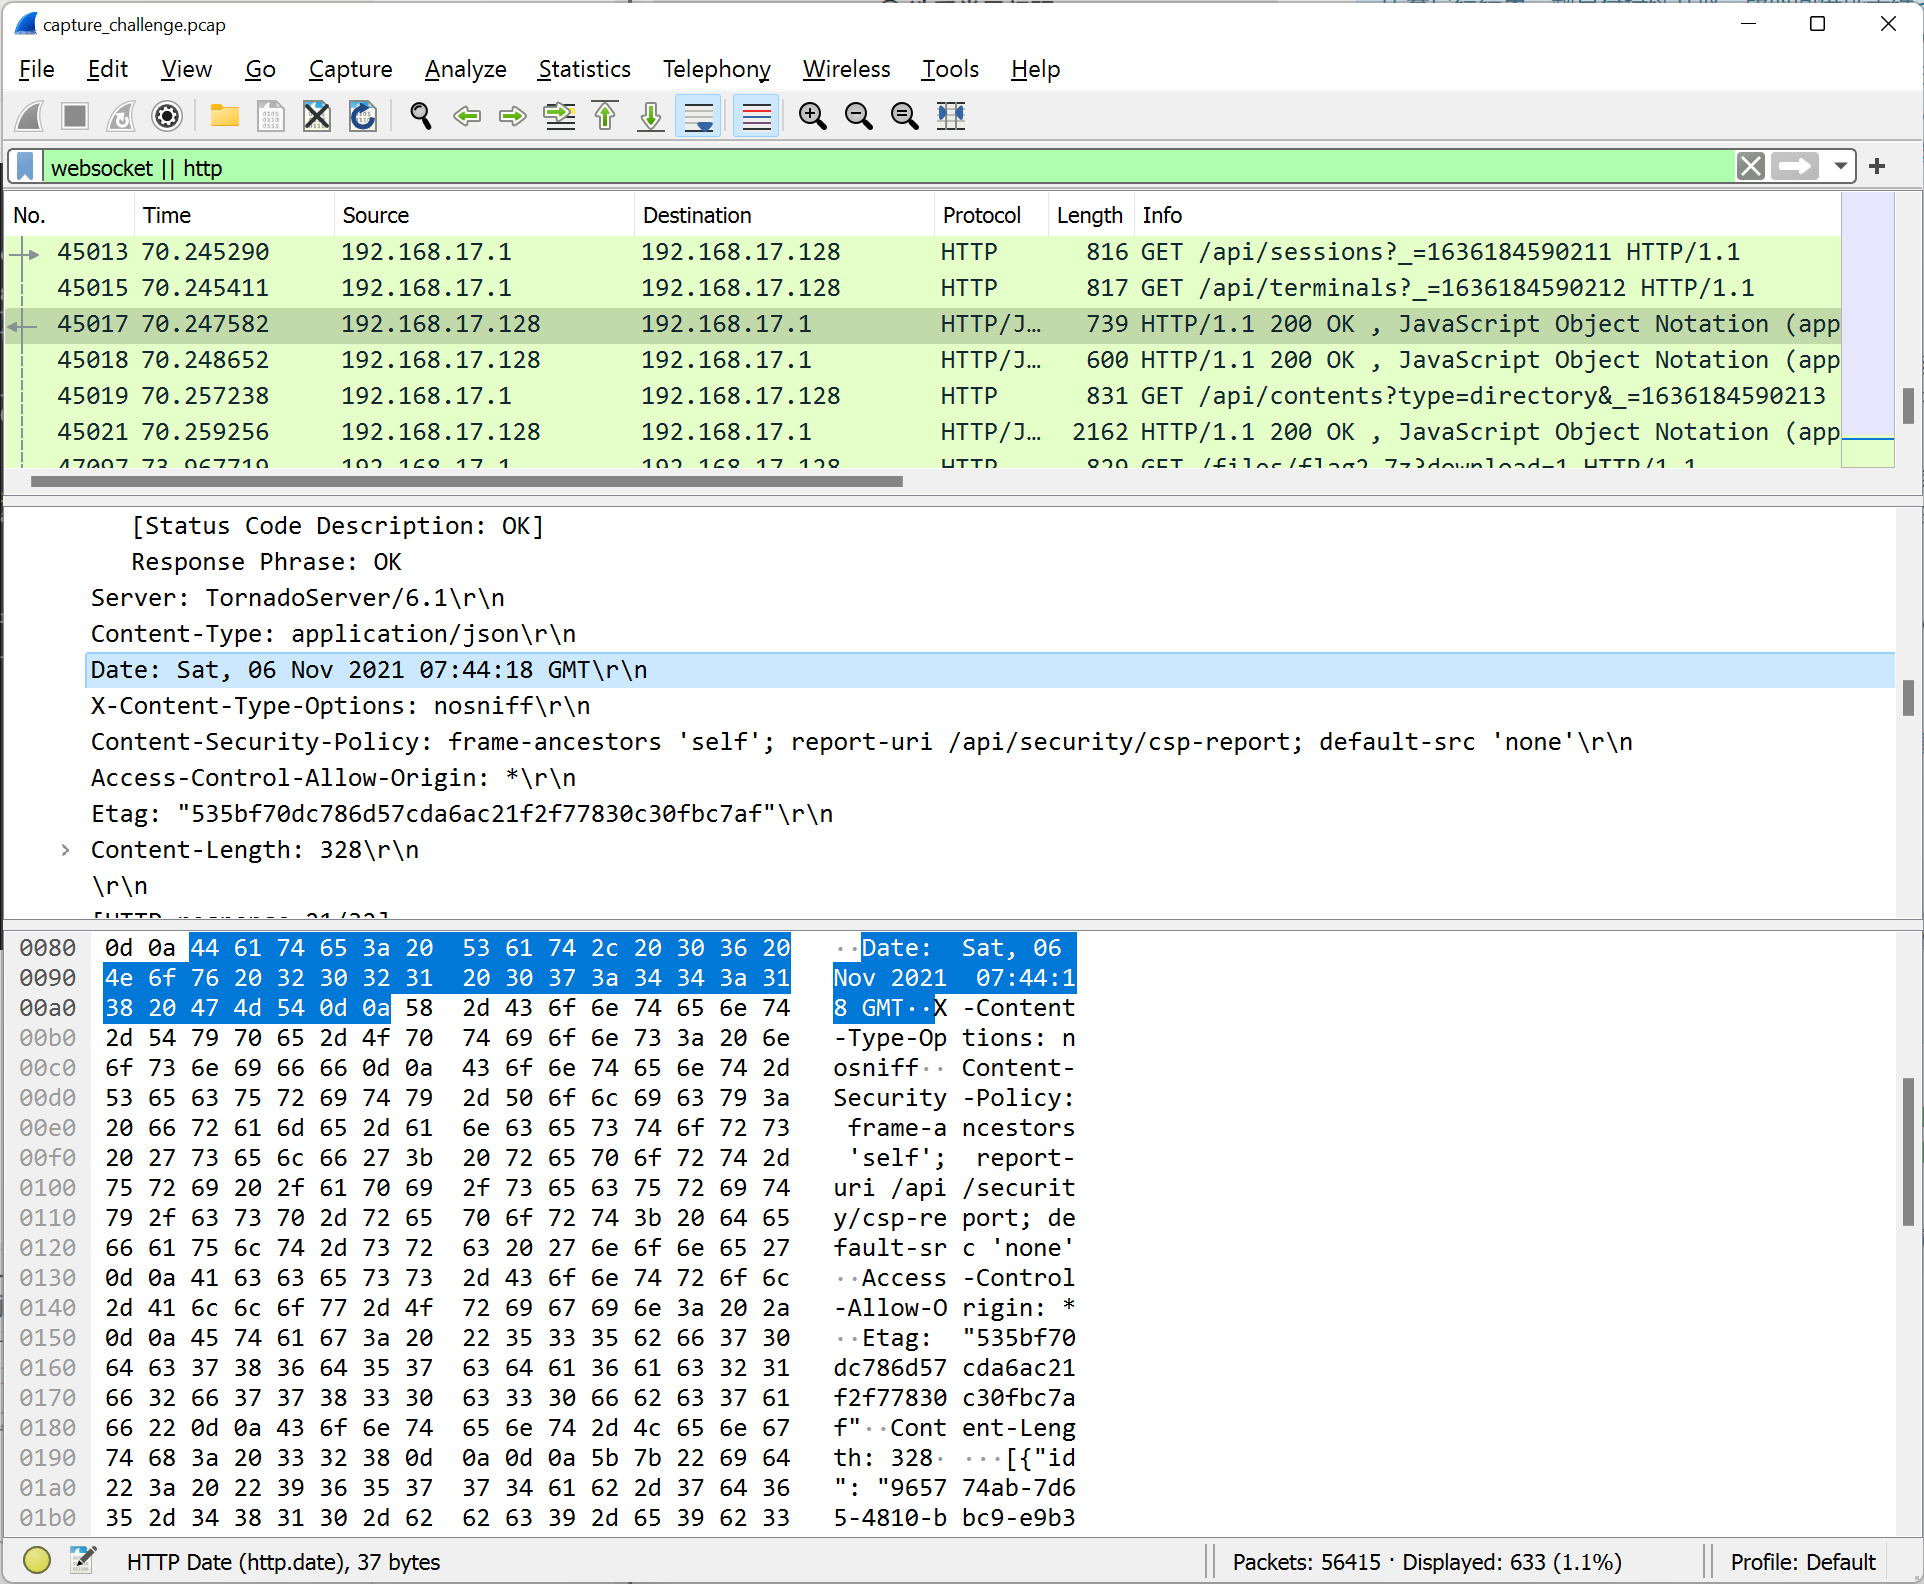 capture_challenge.pcap
File Edit View Go Capture Analyze Statistics Telephony Wireless Tools Help
websocket || http
No. Time Source Destination Protocol Length Info
45013 70.245290 192.168.17.1 192.168.17.128 HTTP 816 GET /api/sessions?_=1636184590211 HTTP/1.1
45015 70.245411 192.168.17.1 192.168.17.128 HTTP 817 GET /api/terminals?_=1636184590212 HTTP/1.1
45017 70.247582 192.168.17.128 192.168.17.1 HTTP/J… 739 HTTP/1.1 200 OK , JavaScript Object Notation (app
45018 70.248652 192.168.17.128 192.168.17.1 HTTP/J… 600 HTTP/1.1 200 OK , JavaScript Object Notation (app
45019 70.257238 192.168.17.1 192.168.17.128 HTTP 831 GET /api/contents?type=directory&_=1636184590213
45021 70.259256 192.168.17.128 192.168.17.1 HTTP/J… 2162 HTTP/1.1 200 OK , JavaScript Object Notation (app
47097 73.967719 192.168.17.1 192.168.17.128 HTTP 829 GET /files/flag2.7z?download=1 HTTP/1.1
[Status Code Description: OK]
Response Phrase: OK
Server: TornadoServer/6.1\r\n
Content-Type: application/json\r\n
Date: Sat, 06 Nov 2021 07:44:18 GMT\r\n
X-Content-Type-Options: nosniff\r\n
Content-Security-Policy: frame-ancestors 'self'; report-uri /api/security/csp-report; default-src 'none'\r\n
Access-Control-Allow-Origin: *\r\n
Etag: "535bf70dc786d57cda6ac21f2f77830c30fbc7af"\r\n
Content-Length: 328\r\n
\r\n
[HTTP response 21/32]
0080 0d 0a 44 61 74 65 3a 20 53 61 74 2c 20 30 36 20 ··Date: Sat, 06
0090 4e 6f 76 20 32 30 32 31 20 30 37 3a 34 34 3a 31 Nov 2021 07:44:1
00a0 38 20 47 4d 54 0d 0a 58 2d 43 6f 6e 74 65 6e 74 8 GMT··X -Content
00b0 2d 54 79 70 65 2d 4f 70 74 69 6f 6e 73 3a 20 6e -Type-Op tions: n
00c0 6f 73 6e 69 66 66 0d 0a 43 6f 6e 74 65 6e 74 2d osniff·· Content-
00d0 53 65 63 75 72 69 74 79 2d 50 6f 6c 69 63 79 3a Security -Policy:
00e0 20 66 72 61 6d 65 2d 61 6e 63 65 73 74 6f 72 73 frame-a ncestors
00f0 20 27 73 65 6c 66 27 3b 20 72 65 70 6f 72 74 2d 'self'; report-
0100 75 72 69 20 2f 61 70 69 2f 73 65 63 75 72 69 74 uri /api /securit
0110 79 2f 63 73 70 2d 72 65 70 6f 72 74 3b 20 64 65 y/csp-re port; de
0120 66 61 75 6c 74 2d 73 72 63 20 27 6e 6f 6e 65 27 fault-sr c 'none'
0130 0d 0a 41 63 63 65 73 73 2d 43 6f 6e 74 72 6f 6c ··Access -Control
0140 2d 41 6c 6c 6f 77 2d 4f 72 69 67 69 6e 3a 20 2a -Allow-O rigin: *
0150 0d 0a 45 74 61 67 3a 20 22 35 33 35 62 66 37 30 ··Etag: "535bf70
0160 64 63 37 38 36 64 35 37 63 64 61 36 61 63 32 31 dc786d57 cda6ac21
0170 66 32 66 37 37 38 33 30 63 33 30 66 62 63 37 61 f2f77830 c30fbc7a
0180 66 22 0d 0a 43 6f 6e 74 65 6e 74 2d 4c 65 6e 67 f"··Cont ent-Leng
0190 74 68 3a 20 33 32 38 0d 0a 0d 0a 5b 7b 22 69 64 th: 328· ···[{"id
01a0 22 3a 20 22 39 36 35 37 37 34 61 62 2d 37 64 36 ": "9657 74ab-7d6
01b0 35 2d 34 38 31 30 2d 62 62 63 39 2d 65 39 62 33 5-4810-b bc9-e9b3
HTTP Date (http.date), 37 bytes
Packets: 56415 · Displayed: 633 (1.1%)
Profile: Default